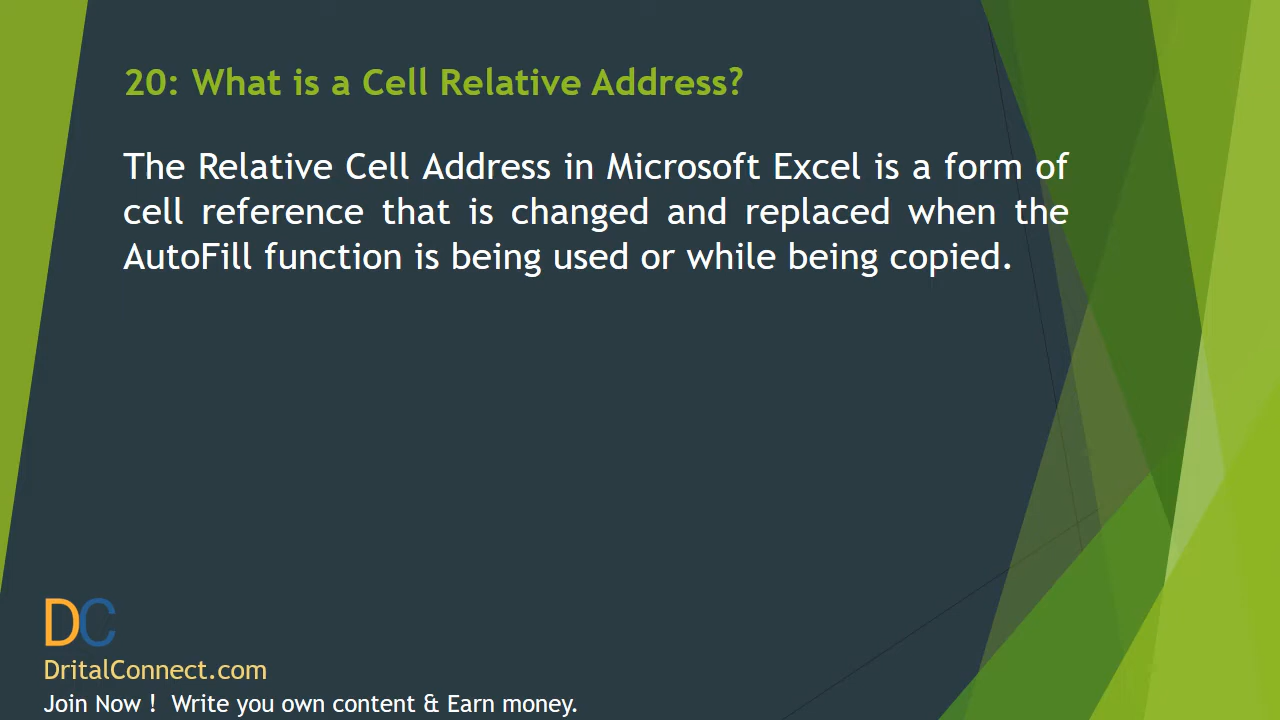 20: What is a Cell Relative Address?
The Relative Cell Address in Microsoft Excel is a form of
cell reference that is changed and replaced when the
AutoFill function is being used or while being copied.
DC
DritalConnect.com
Join Now !  Write you own content & Earn money.